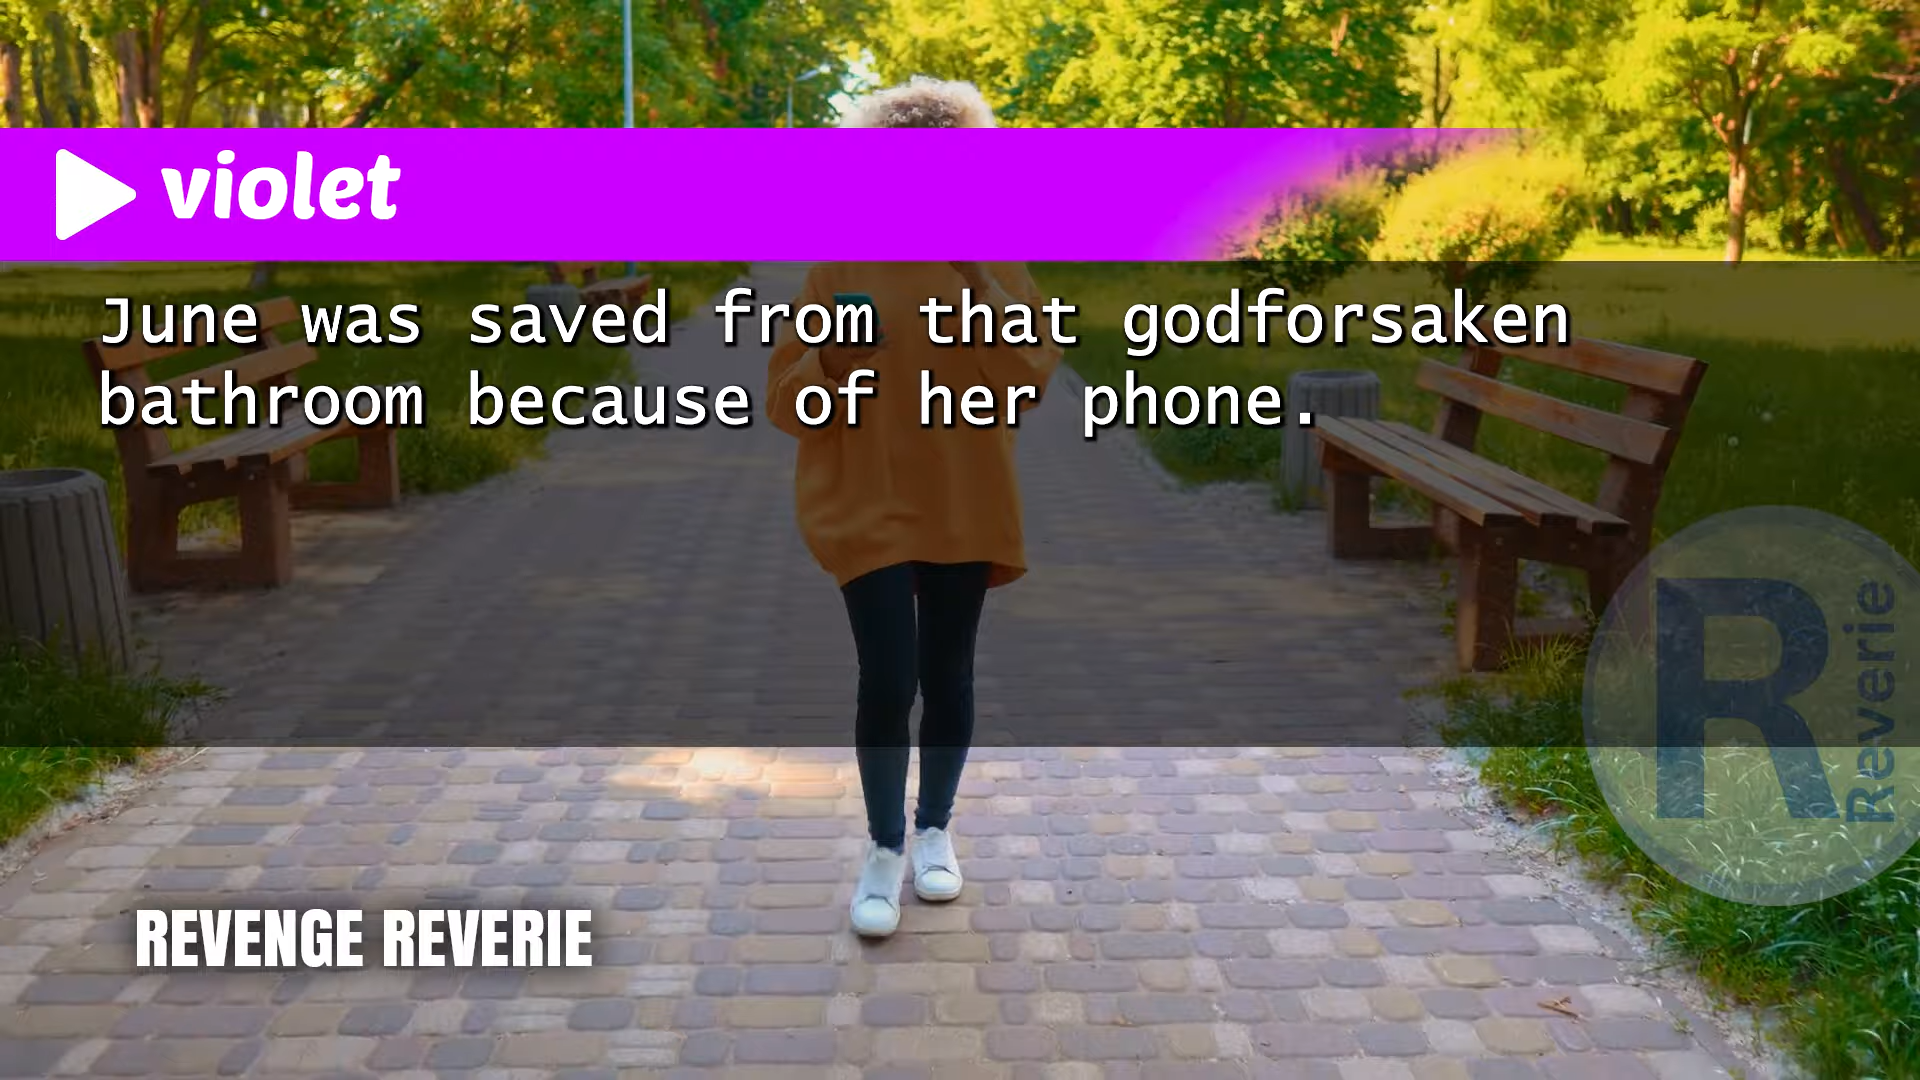 violet
June was saved from that godforsaken
bathroom because of her phone.
R
Reverie
REVENGE REVERIE